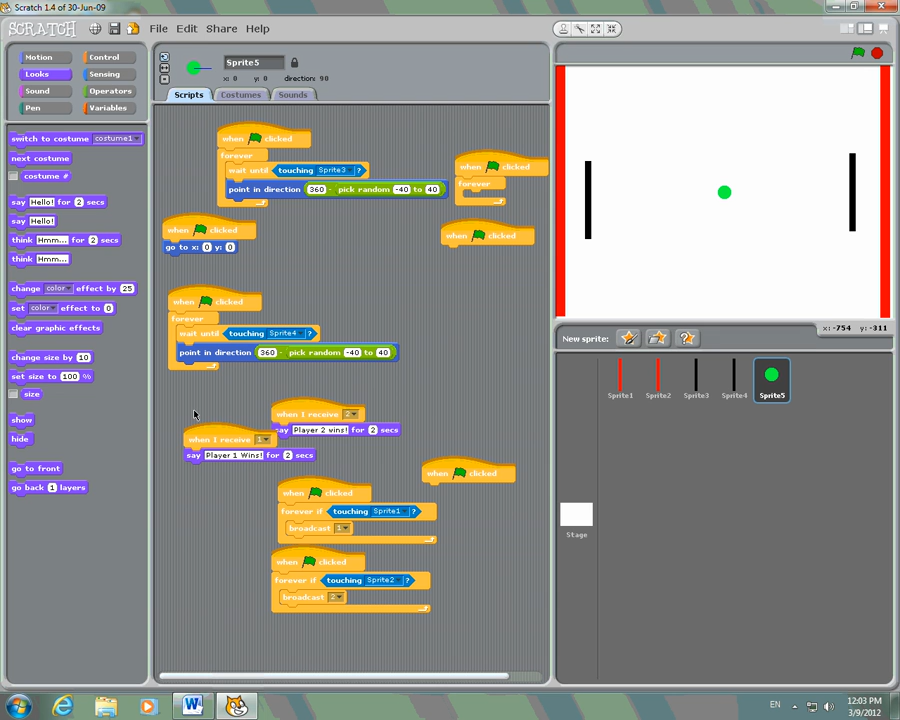 Scratch 1.4 of 30-Jun-09
SCRATCH
File Edit Share Help
Motion
Control
Looks
Sensing
Sound
Operators
Pen
Variables
switch to costume costume1
next costume
costume #
say Hello! for 2 secs
say Hello!
think Hmm... for 2 secs
think Hmm...
change color effect by 25
set color effect to 0
clear graphic effects
change size by 10
set size to 100 %
size
show
hide
go to front
go back 1 layers
Sprite5
x: 0 y: 0 direction: 90
Scripts
Costumes
Sounds
when clicked
forever
wait until touching Sprite3 ?
point in direction 360 - pick random -40 to 40
when clicked
forever
when clicked
go to x: 0 y: 0
when clicked
when clicked
forever
wait until touching Sprite4 ?
point in direction 360 - pick random -40 to 40
when I receive 2
say Player 2 wins! for 2 secs
when I receive 1
say Player 1 Wins! for 2 secs
when clicked
when clicked
forever if touching Sprite1 ?
broadcast 1
when clicked
forever if touching Sprite2 ?
broadcast 2
x: -754 y: -311
New sprite:
Sprite1
Sprite2
Sprite3
Sprite4
Sprite5
Stage
EN
12:03 PM
3/9/2012